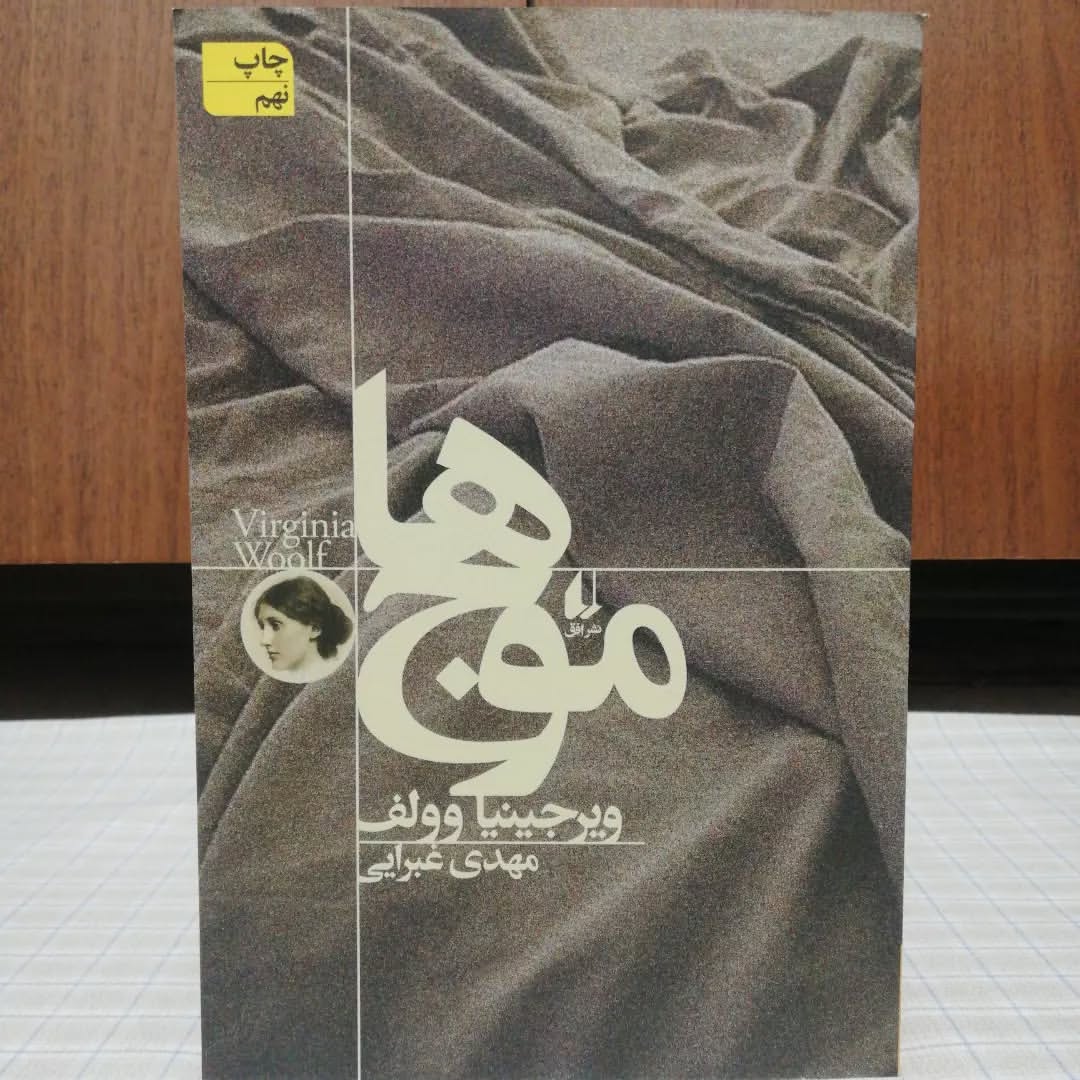 چاپ
نهم
موج‌ها
Virginia
Woolf
نشر افق
ویرجینیا وولف
مهدی غبرایی